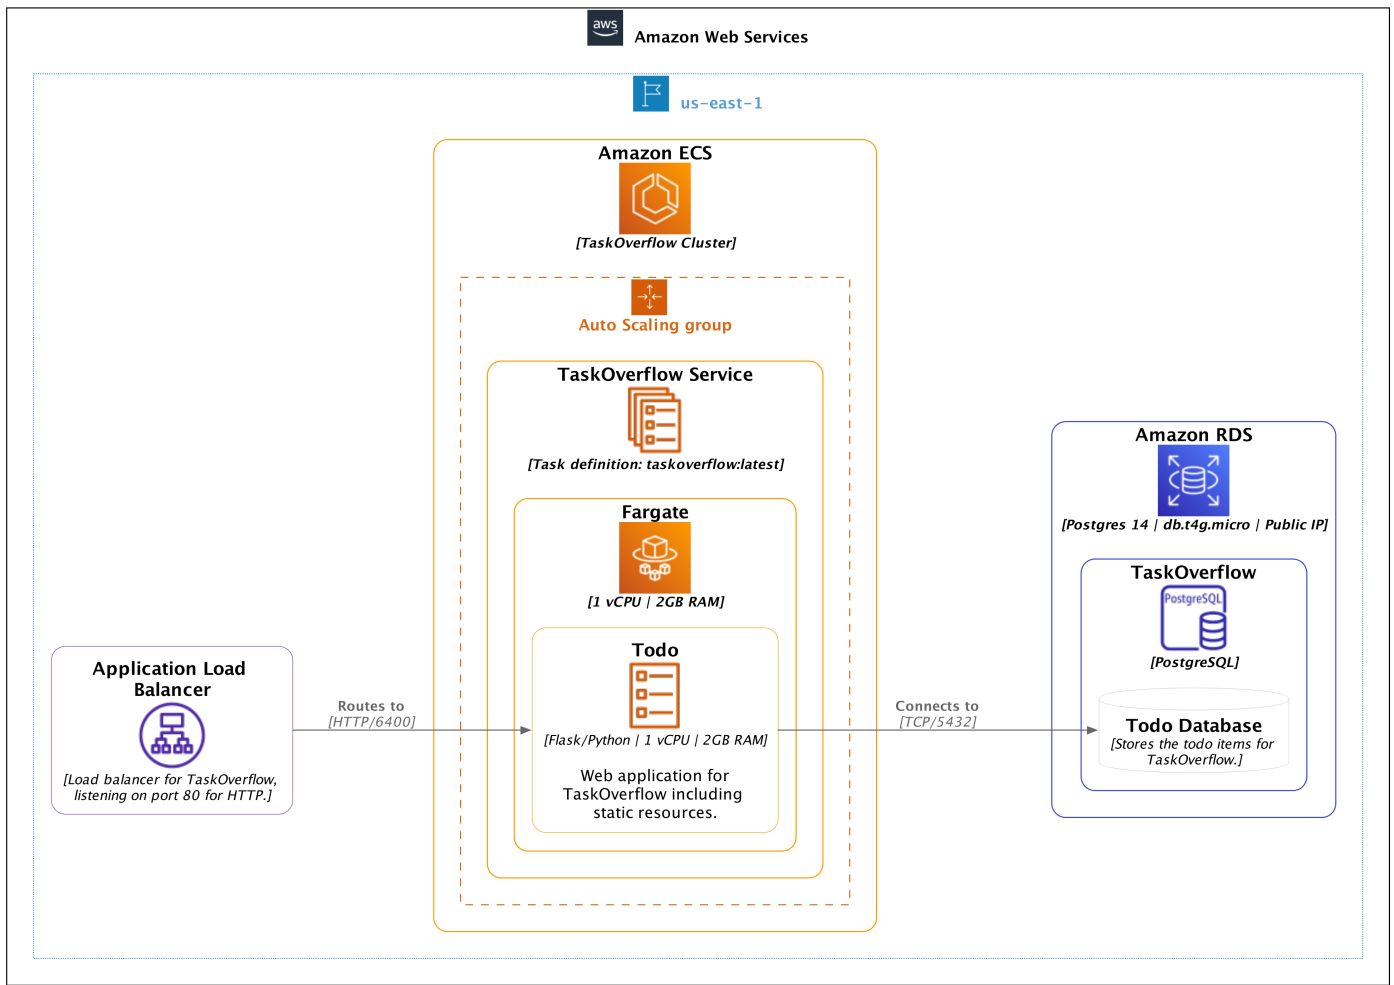 aws
Amazon Web Services
us-east-1
Amazon ECS
[TaskOverflow Cluster]
Auto Scaling group
TaskOverflow Service
[Task definition: taskoverflow:latest]
Fargate
[1 vCPU | 2GB RAM]
Todo
[Flask/Python | 1 vCPU | 2GB RAM]
Web application for
TaskOverflow including
static resources.
Application Load
Balancer
[Load balancer for TaskOverflow,
listening on port 80 for HTTP.]
Routes to
[HTTP/6400]
Connects to
[TCP/5432]
Amazon RDS
[Postgres 14 | db.t4g.micro | Public IP]
TaskOverflow
PostgreSQL
[PostgreSQL]
Todo Database
[Stores the todo items for
TaskOverflow.]